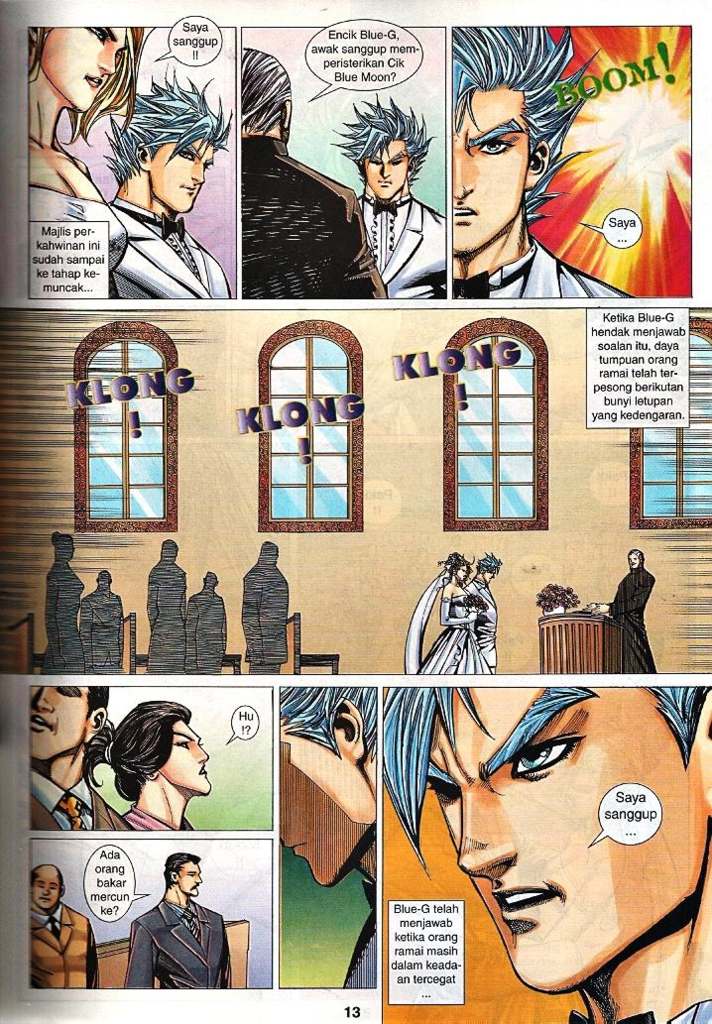 Saya
sanggup
!!
Majlis per-
kahwinan ini
sudah sampai
ke tahap ke-
muncak...
Encik Blue-G,
awak sanggup mem-
peristerikan Cik
Blue Moon?
BOOM!
Saya
...
Ketika Blue-G
hendak menjawab
soalan itu, daya
tumpuan orang
ramai telah ter-
pesong berikutan
bunyi letupan
yang kedengaran.
KLONG
!
KLONG
!
KLONG
!
Hu
!?
Ada
orang
bakar
mercun
ke?
Saya
sanggup
...
Blue-G telah
menjawab
ketika orang
ramai masih
dalam keada-
an tercegat
...
13